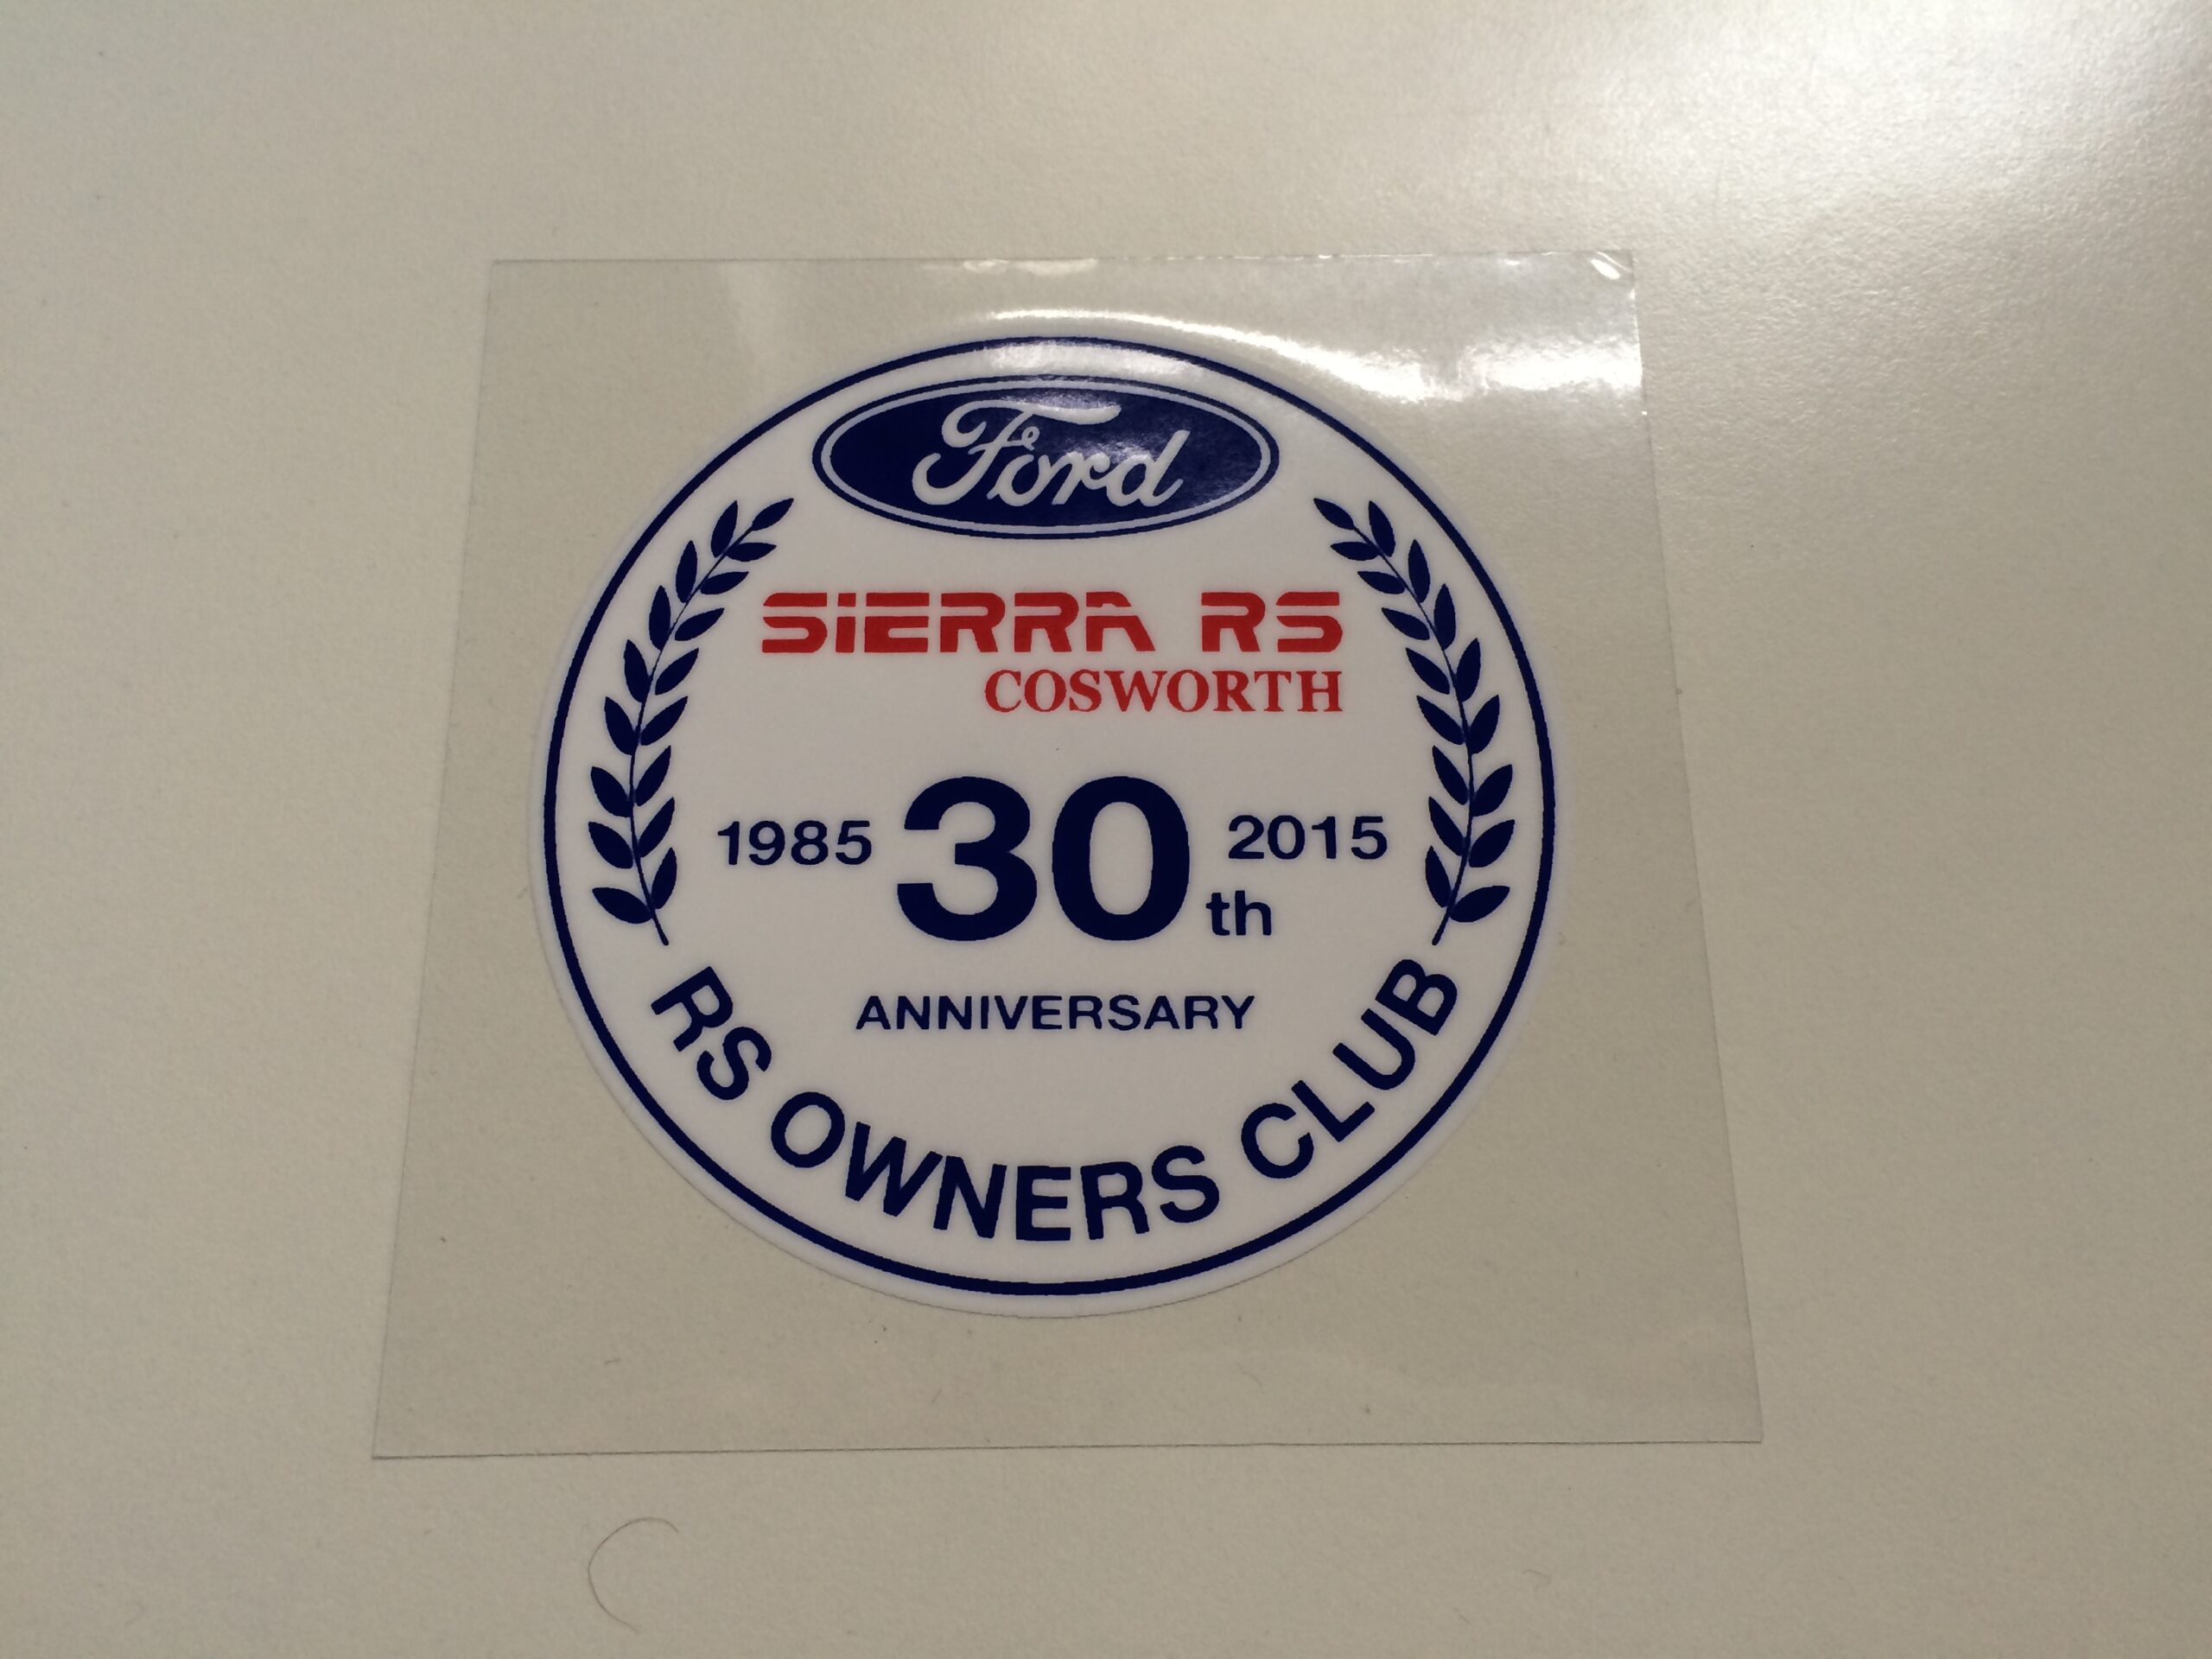 Ford
SiERRA RS
COSWORTH
1985 30th 2015
ANNIVERSARY
RS OWNERS CLUB